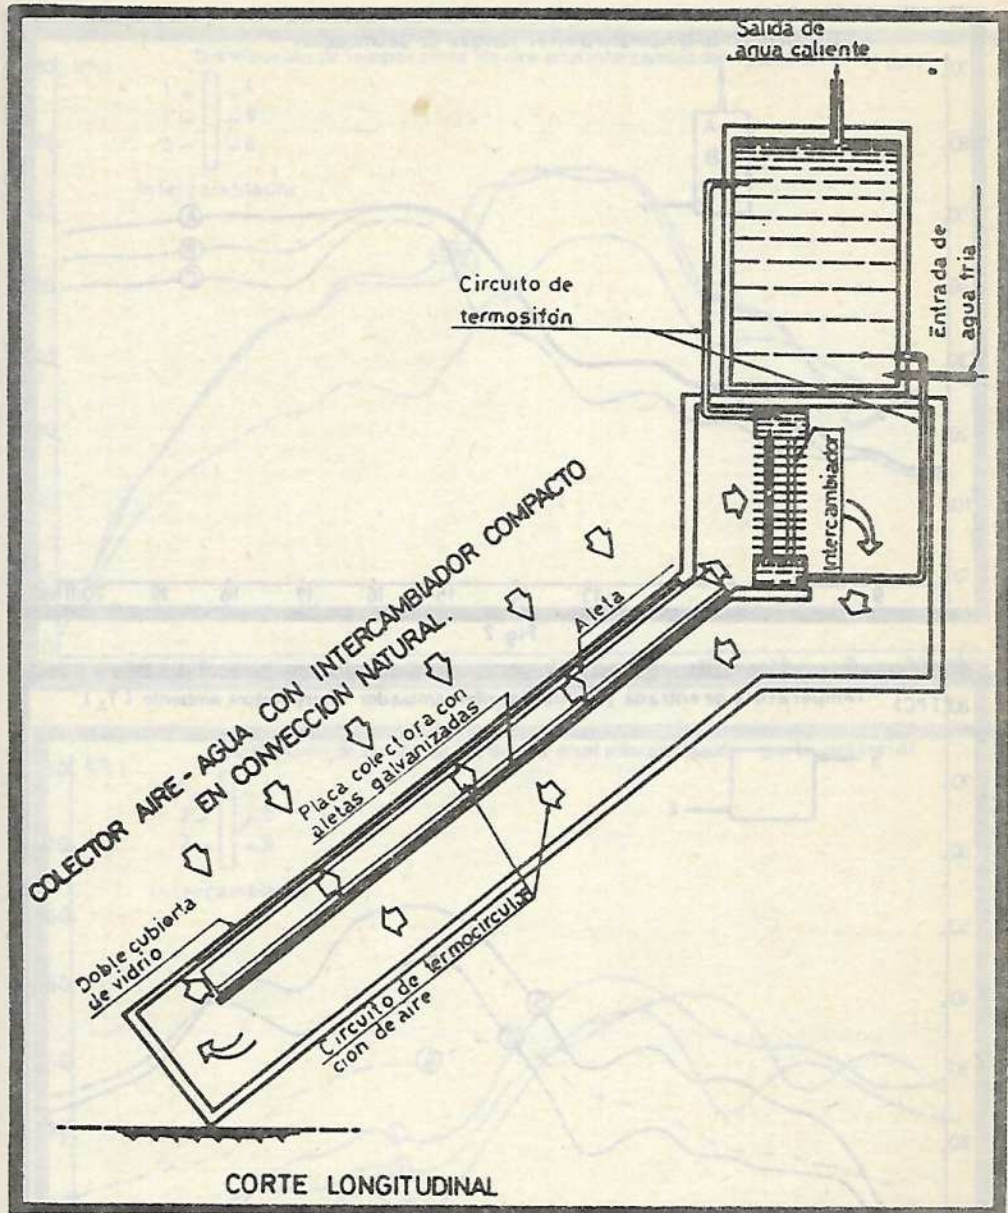 Salida de
agua caliente
Entrada de
agua fria
Circuito de
termosifón
Intercambiador
COLECTOR AIRE - AGUA CON INTERCAMBIADOR COMPACTO
EN CONVECCION NATURAL.
Aleta
Placa colectora con
aletas galvanizadas
Doble cubierta
de vidrio
Circuito de termocircula
cion de aire
CORTE LONGITUDINAL